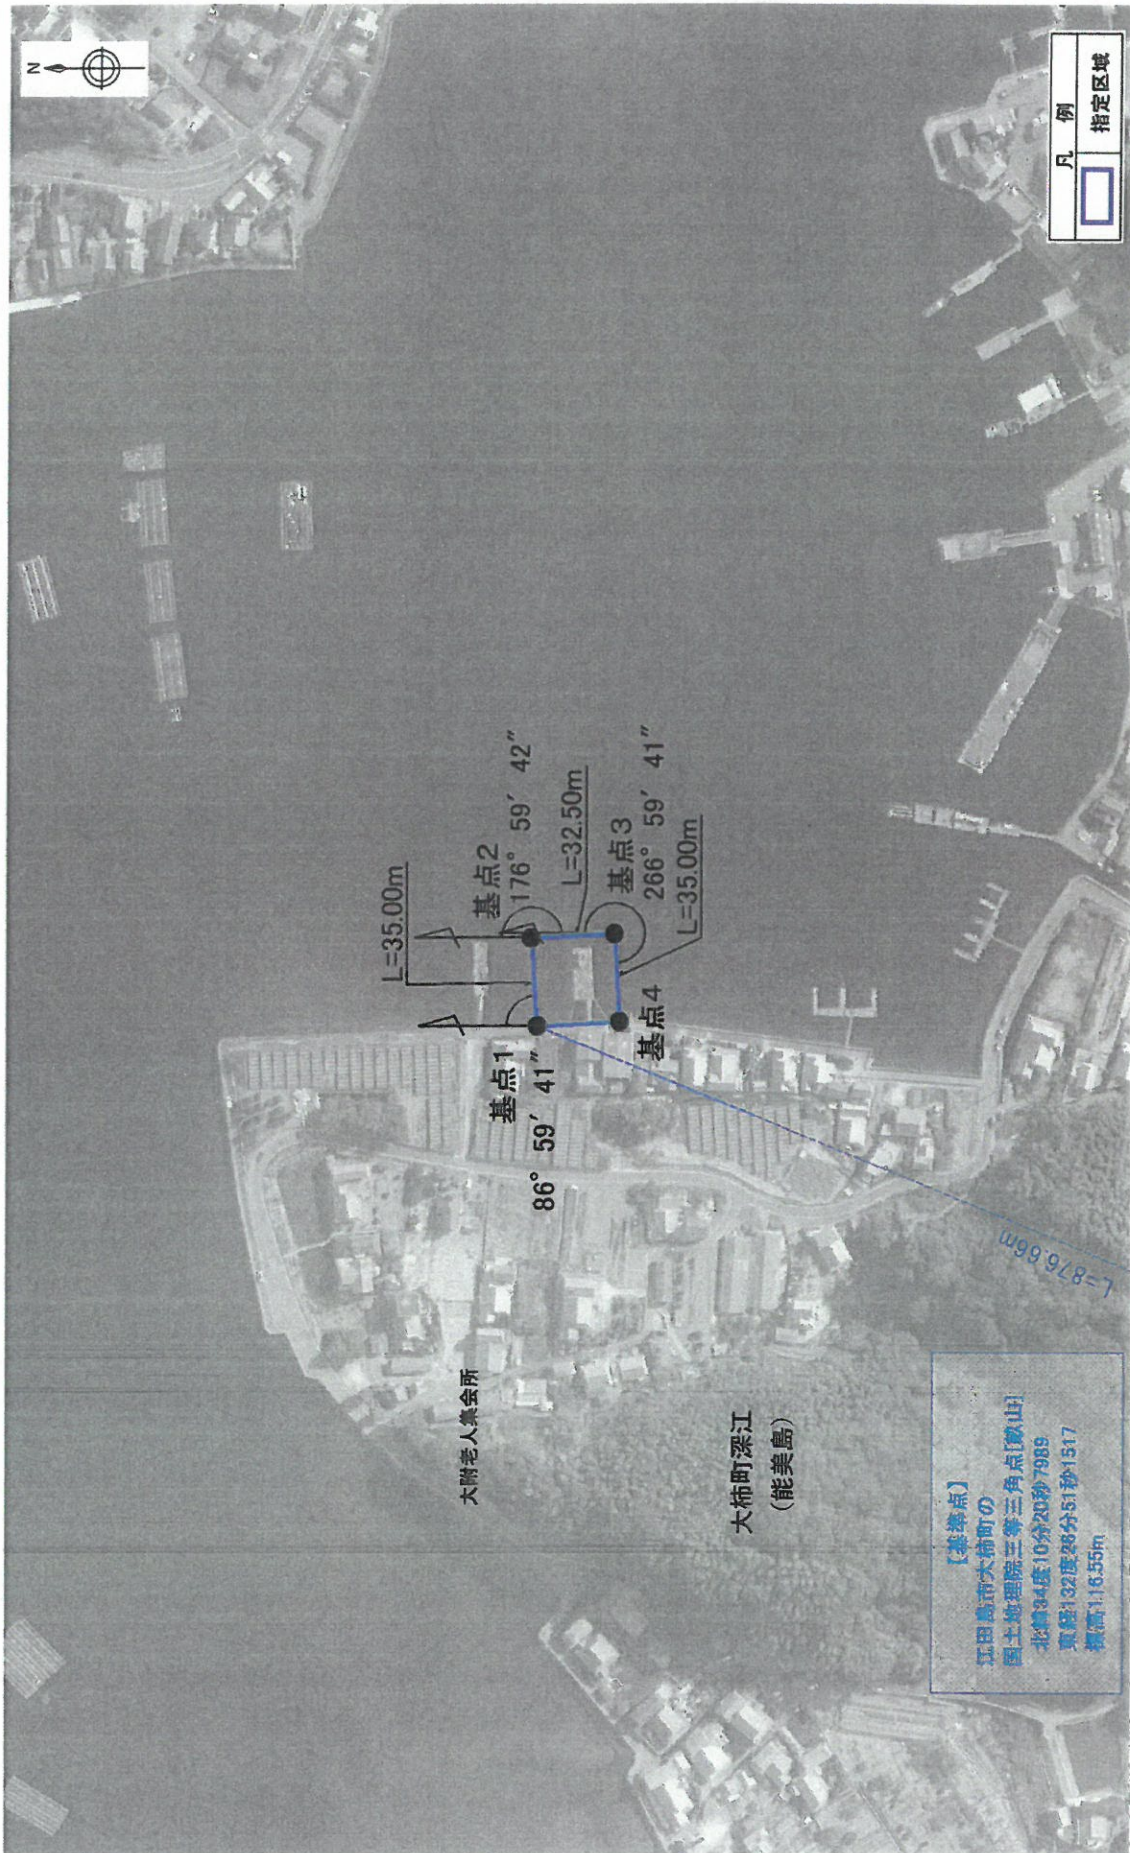 N
凡 例
指定区域
L=35.00m
基点2
176° 59′ 42″
L=32.50m
基点3
266° 59′ 41″
L=35.00m
基点1
86° 59′ 41″
基点4
L=876.66m
大附老人集会所
大柿町深江
(能美島)
【基準点】
江田島市大柿町の
国土地理院三等三角点
北緯34度10分20秒7989
東経132度26分51秒1517
標高116.55m